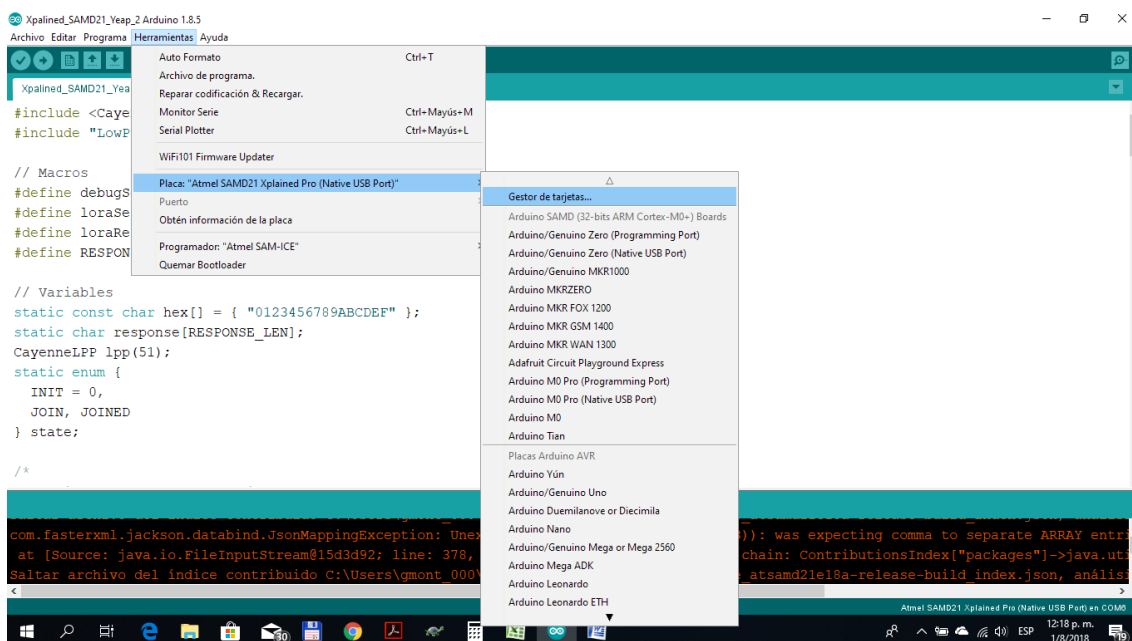 Xpalined_SAMD21_Yeap_2 Arduino 1.8.5
Archivo Editar Programa Herramientas Ayuda
Xpalined_SAMD21_Yea
#include <Caye
#include "LowP
// Macros
#define debugS
#define loraSe
#define loraRe
#define RESPON
// Variables
static const char hex[] = { "0123456789ABCDEF" };
static char response[RESPONSE_LEN];
CayenneLPP lpp(51);
static enum {
INIT = 0,
JOIN, JOINED
} state;
/*
Auto Formato Ctrl+T
Archivo de programa.
Reparar codificación & Recargar.
Monitor Serie Ctrl+Mayús+M
Serial Plotter Ctrl+Mayús+L
WiFi101 Firmware Updater
Placa: "Atmel SAMD21 Xplained Pro (Native USB Port)"
Puerto
Obtén información de la placa
Programador: "Atmel SAM-ICE"
Quemar Bootloader
Gestor de tarjetas...
Arduino SAMD (32-bits ARM Cortex-M0+) Boards
Arduino/Genuino Zero (Programming Port)
Arduino/Genuino Zero (Native USB Port)
Arduino/Genuino MKR1000
Arduino MKRZERO
Arduino MKR FOX 1200
Arduino MKR GSM 1400
Arduino MKR WAN 1300
Adafruit Circuit Playground Express
Arduino M0 Pro (Programming Port)
Arduino M0 Pro (Native USB Port)
Arduino M0
Arduino Tian
Placas Arduino AVR
Arduino Yún
Arduino/Genuino Uno
Arduino Duemilanove or Diecimila
Arduino Nano
Arduino/Genuino Mega or Mega 2560
Arduino Mega ADK
Arduino Leonardo
Arduino Leonardo ETH
com.fasterxml.jackson.databind.JsonMappingException: Unex )): was expecting comma to separate ARRAY entri
at [Source: java.io.FileInputStream@15d3d92; line: 378, chain: ContributionsIndex["packages"]->java.uti
Saltar archivo del índice contribuido C:\Users\gmont_000\ e_atsamd21e18a-release-build_index.json, análisi
Atmel SAMD21 Xplained Pro (Native USB Port) en COM6
30
ESP
12:18 p. m.
1/8/2018
19